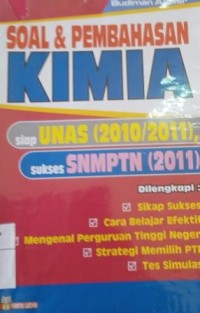 Budiman
SOAL & PEMBAHASAN
KIMIA
siap UNAS (2010/2011),
sukses SNMPTN (2011)
Dilengkapi :
Sikap Sukses
Cara Belajar Efektif
Mengenal Perguruan Tinggi Neger
Strategi Memilih PT
Tes Simulas